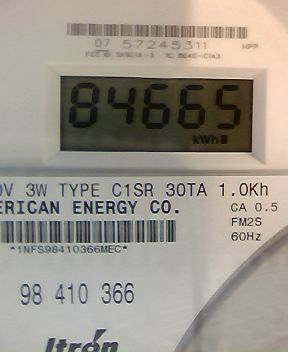 07 57245311
84665
kWh
0V 3W TYPE C1SR 30TA 1.0Kh
ERICAN ENERGY CO. CA 0.5
FM2S
60Hz
*1NFS98410366MEC*
98 410 366
Itron